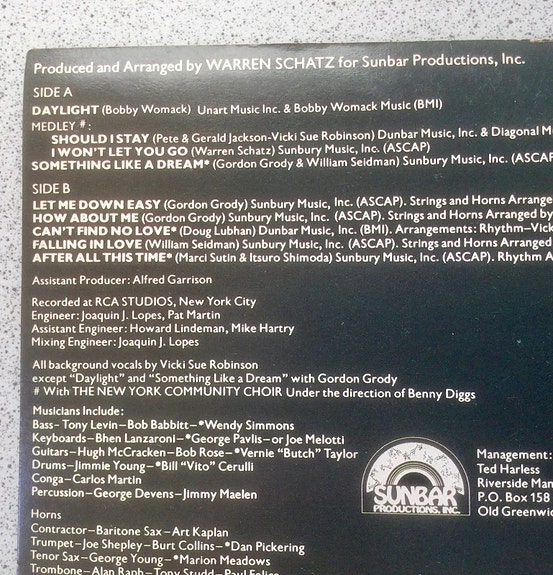 Produced and Arranged by WARREN SCHATZ for Sunbar Productions, Inc.
SIDE A
DAYLIGHT (Bobby Womack) Unart Music Inc. & Bobby Womack Music (BMI)
MEDLEY #:
SHOULD I STAY (Pete & Gerald Jackson-Vicki Sue Robinson) Dunbar Music, Inc. & Diagonal M
I WON'T LET YOU GO (Warren Schatz) Sunbury Music, Inc. (ASCAP)
SOMETHING LIKE A DREAM* (Gordon Grody & William Seidman) Sunbury Music, Inc. (ASCAP
SIDE B
LET ME DOWN EASY (Gordon Grody) Sunbury Music, Inc. (ASCAP). Strings and Horns Arrange
HOW ABOUT ME (Gordon Grody) Sunbury Music, Inc. (ASCAP). Strings and Horns Arranged by
CAN'T FIND NO LOVE* (Doug Lubhan) Dunbar Music, Inc. (BMI). Arrangements: Rhythm–Vick
FALLING IN LOVE (William Seidman) Sunbury Music, Inc. (ASCAP). Strings and Horns Arranged
AFTER ALL THIS TIME* (Marci Sutin & Itsuro Shimoda) Sunbury Music, Inc. (ASCAP). Rhythm A
Assistant Producer: Alfred Garrison
Recorded at RCA STUDIOS, New York City
Engineer: Joaquin J. Lopes, Pat Martin
Assistant Engineer: Howard Lindeman, Mike Hartry
Mixing Engineer: Joaquin J. Lopes
All background vocals by Vicki Sue Robinson
except "Daylight" and "Something Like a Dream" with Gordon Grody
# With THE NEW YORK COMMUNITY CHOIR Under the direction of Benny Diggs
Musicians Include:
Bass–Tony Levin–Bob Babbitt–*Wendy Simmons
Keyboards–Bhen Lanzaroni–*George Pavlis–or Joe Melotti
Guitars–Hugh McCracken–Bob Rose–*Vernie "Butch" Taylor
Drums–Jimmie Young–*Bill "Vito" Cerulli
Conga–Carlos Martin
Percussion–George Devens–Jimmy Maelen
SUNBAR
PRODUCTIONS, INC.
Management:
Ted Harless
Riverside Man
P.O. Box 158
Old Greenwic
Horns
Contractor–Baritone Sax–Art Kaplan
Trumpet–Joe Shepley–Burt Collins–*Dan Pickering
Tenor Sax–George Young–*Marion Meadows
Trombone–Alan Raph–Tony Studd–Paul Felice